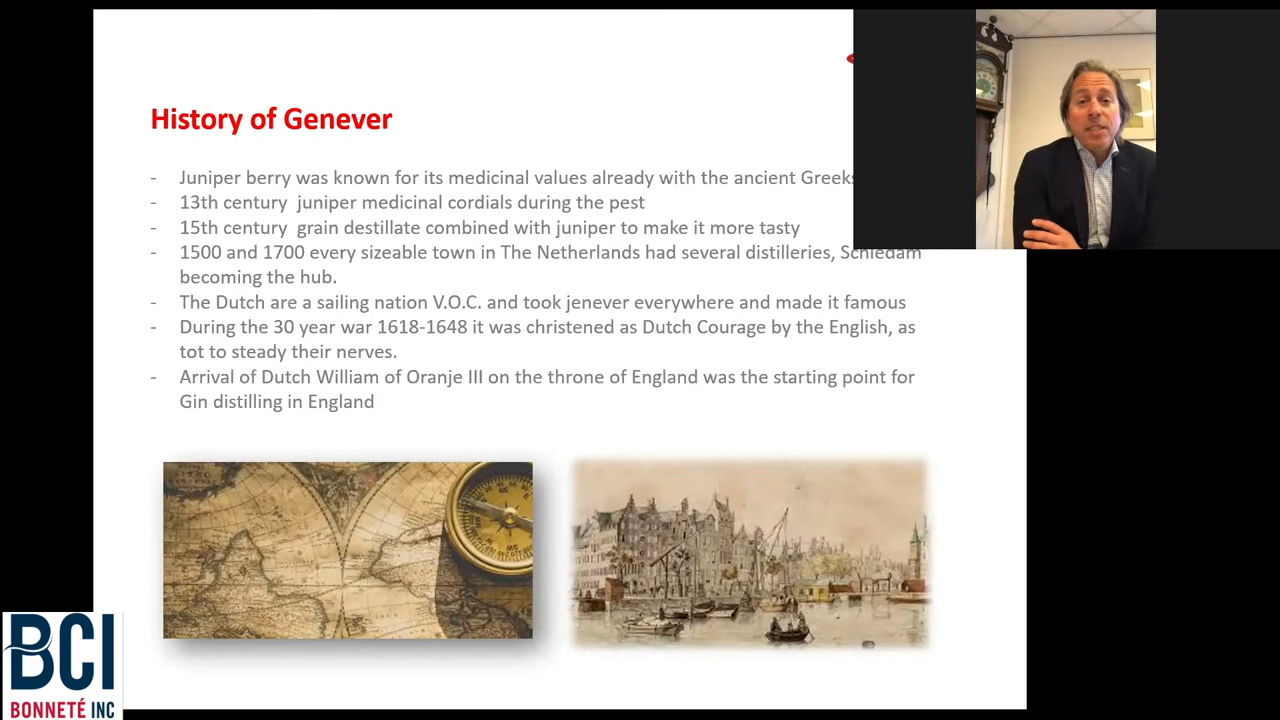 History of Genever
- Juniper berry was known for its medicinal values already with the ancient Greeks
- 13th century juniper medicinal cordials during the pest
- 15th century grain destillate combined with juniper to make it more tasty
- 1500 and 1700 every sizeable town in The Netherlands had several distilleries, Schiedam
becoming the hub.
- The Dutch are a sailing nation V.O.C. and took jenever everywhere and made it famous
- During the 30 year war 1618-1648 it was christened as Dutch Courage by the English, as
tot to steady their nerves.
- Arrival of Dutch William of Oranje III on the throne of England was the starting point for
Gin distilling in England
BCI
BONNETÉ INC